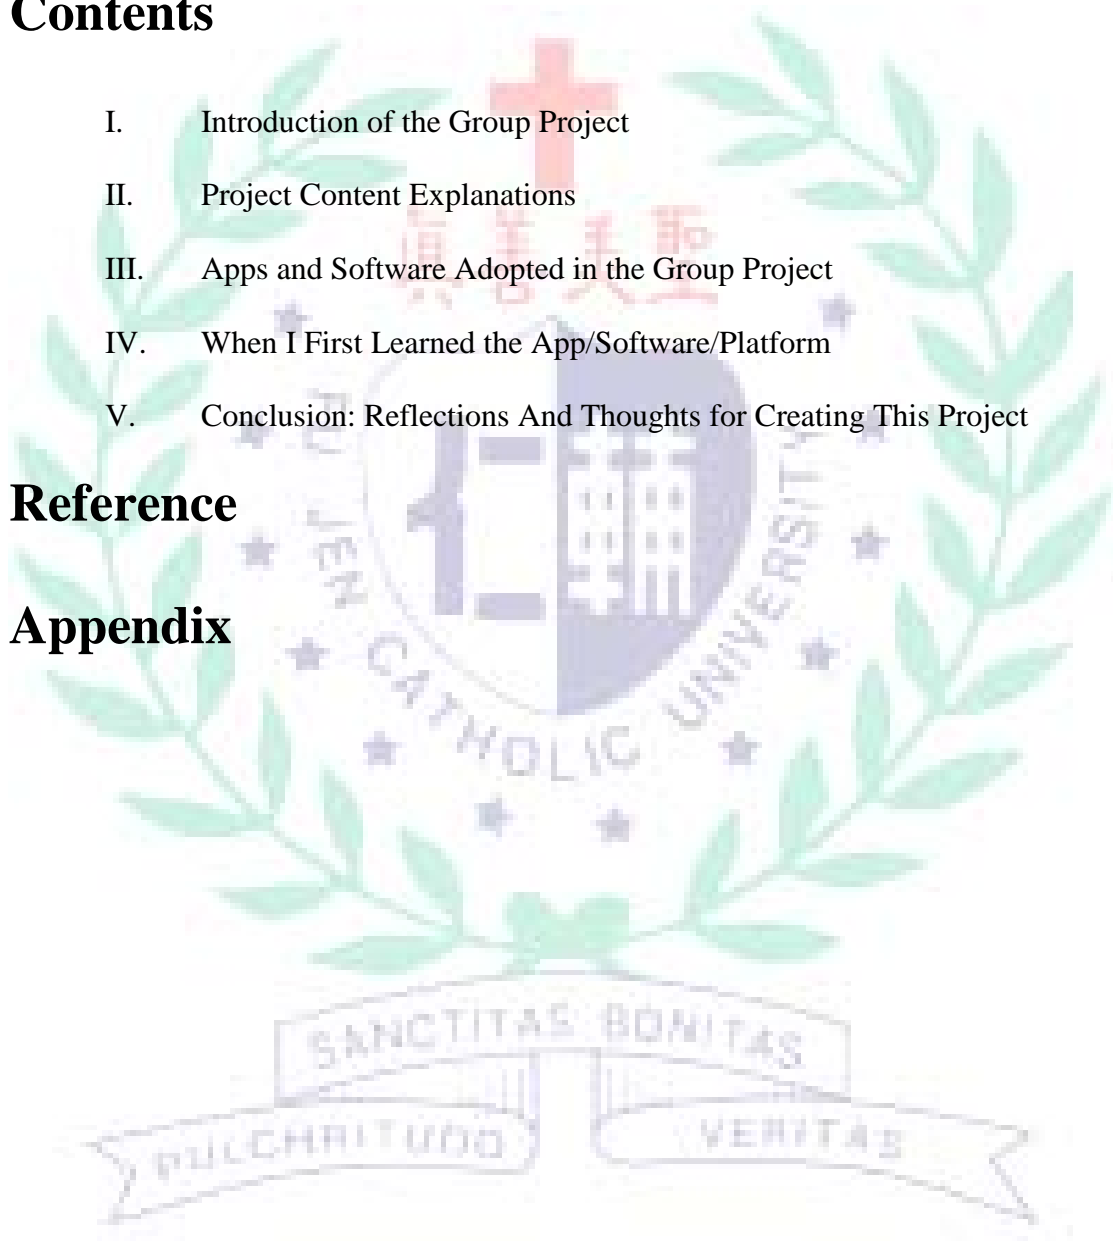 Contents
I. Introduction of the Group Project
II. Project Content Explanations
真善美聖
III. Apps and Software Adopted in the Group Project
IV. When I First Learned the App/Software/Platform
V. Conclusion: Reflections And Thoughts for Creating This Project
Reference
Appendix
FU JEN CATHOLIC UNIVERSITY
SANCTITAS BONITAS
PULCHRITUDO VERITAS